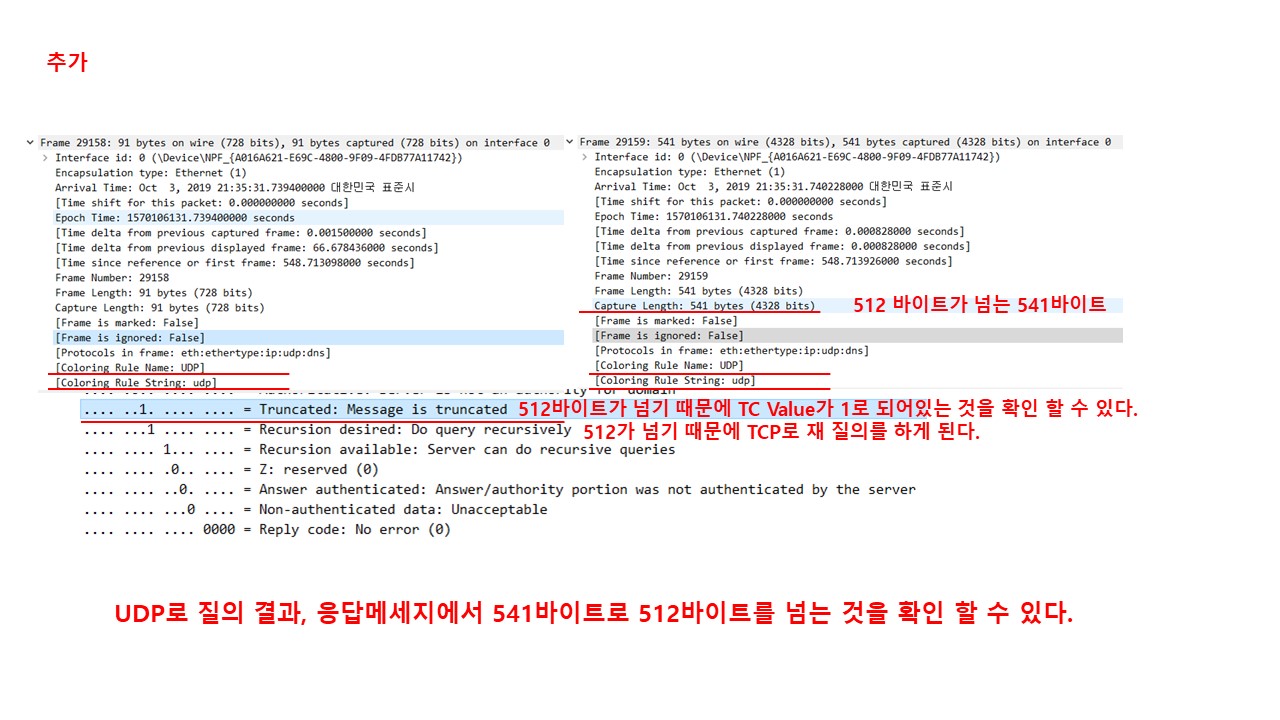 추가
Frame 29158: 91 bytes on wire (728 bits), 91 bytes captured (728 bits) on interface 0
Interface id: 0 (\Device\NPF_{A016A621-E69C-4800-9F09-4FDB77A11742})
Encapsulation type: Ethernet (1)
Arrival Time: Oct  3, 2019 21:35:31.739400000 대한민국 표준시
[Time shift for this packet: 0.000000000 seconds]
Epoch Time: 1570106131.739400000 seconds
[Time delta from previous captured frame: 0.001500000 seconds]
[Time delta from previous displayed frame: 66.678436000 seconds]
[Time since reference or first frame: 548.713098000 seconds]
Frame Number: 29158
Frame Length: 91 bytes (728 bits)
Capture Length: 91 bytes (728 bits)
[Frame is marked: False]
[Frame is ignored: False]
[Protocols in frame: eth:ethertype:ip:udp:dns]
[Coloring Rule Name: UDP]
[Coloring Rule String: udp]
Frame 29159: 541 bytes on wire (4328 bits), 541 bytes captured (4328 bits) on interface 0
Interface id: 0 (\Device\NPF_{A016A621-E69C-4800-9F09-4FDB77A11742})
Encapsulation type: Ethernet (1)
Arrival Time: Oct  3, 2019 21:35:31.740228000 대한민국 표준시
[Time shift for this packet: 0.000000000 seconds]
Epoch Time: 1570106131.740228000 seconds
[Time delta from previous captured frame: 0.000828000 seconds]
[Time delta from previous displayed frame: 0.000828000 seconds]
[Time since reference or first frame: 548.713926000 seconds]
Frame Number: 29159
Frame Length: 541 bytes (4328 bits)
Capture Length: 541 bytes (4328 bits) 512 바이트가 넘는 541바이트
[Frame is marked: False]
[Frame is ignored: False]
[Protocols in frame: eth:ethertype:ip:udp:dns]
[Coloring Rule Name: UDP]
[Coloring Rule String: udp]
.... ..1. .... .... = Truncated: Message is truncated 512바이트가 넘기 때문에 TC Value가 1로 되어있는 것을 확인 할 수 있다.
.... ...1 .... .... = Recursion desired: Do query recursively 512가 넘기 때문에 TCP로 재 질의를 하게 된다.
.... .... 1... .... = Recursion available: Server can do recursive queries
.... .... .0.. .... = Z: reserved (0)
.... .... ..0. .... = Answer authenticated: Answer/authority portion was not authenticated by the server
.... .... ...0 .... = Non-authenticated data: Unacceptable
.... .... .... 0000 = Reply code: No error (0)
UDP로 질의 결과, 응답메세지에서 541바이트로 512바이트를 넘는 것을 확인 할 수 있다.